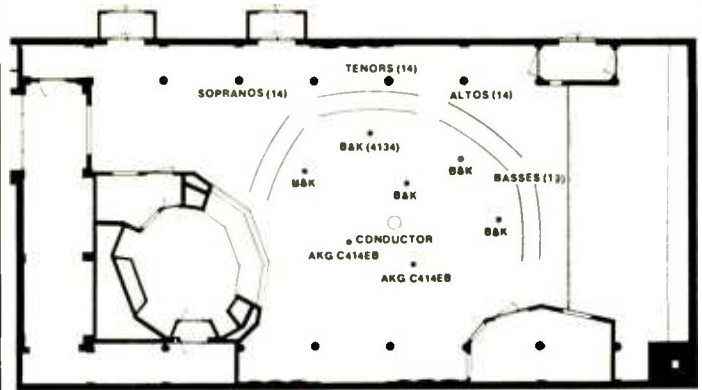 TENORS (14)
SOPRANOS (14)
ALTOS (14)
B&K (4134)
B&K
B&K
B&K
BASSES (13)
B&K
CONDUCTOR
AKG C414EB
AKG C414EB